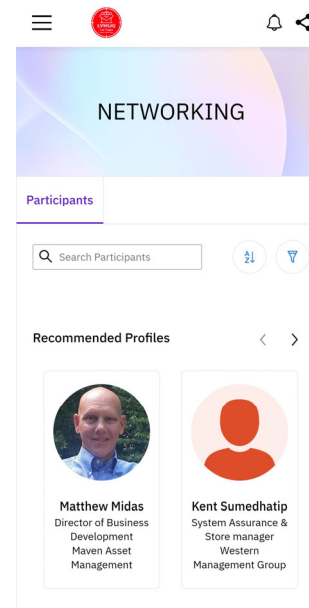 NETWORKING
Participants
Search Participants
Recommended Profiles
Matthew Midas
Director of Business
Development
Maven Asset
Management
Kent Sumedhatip
System Assurance &
Store manager
Western
Management Group